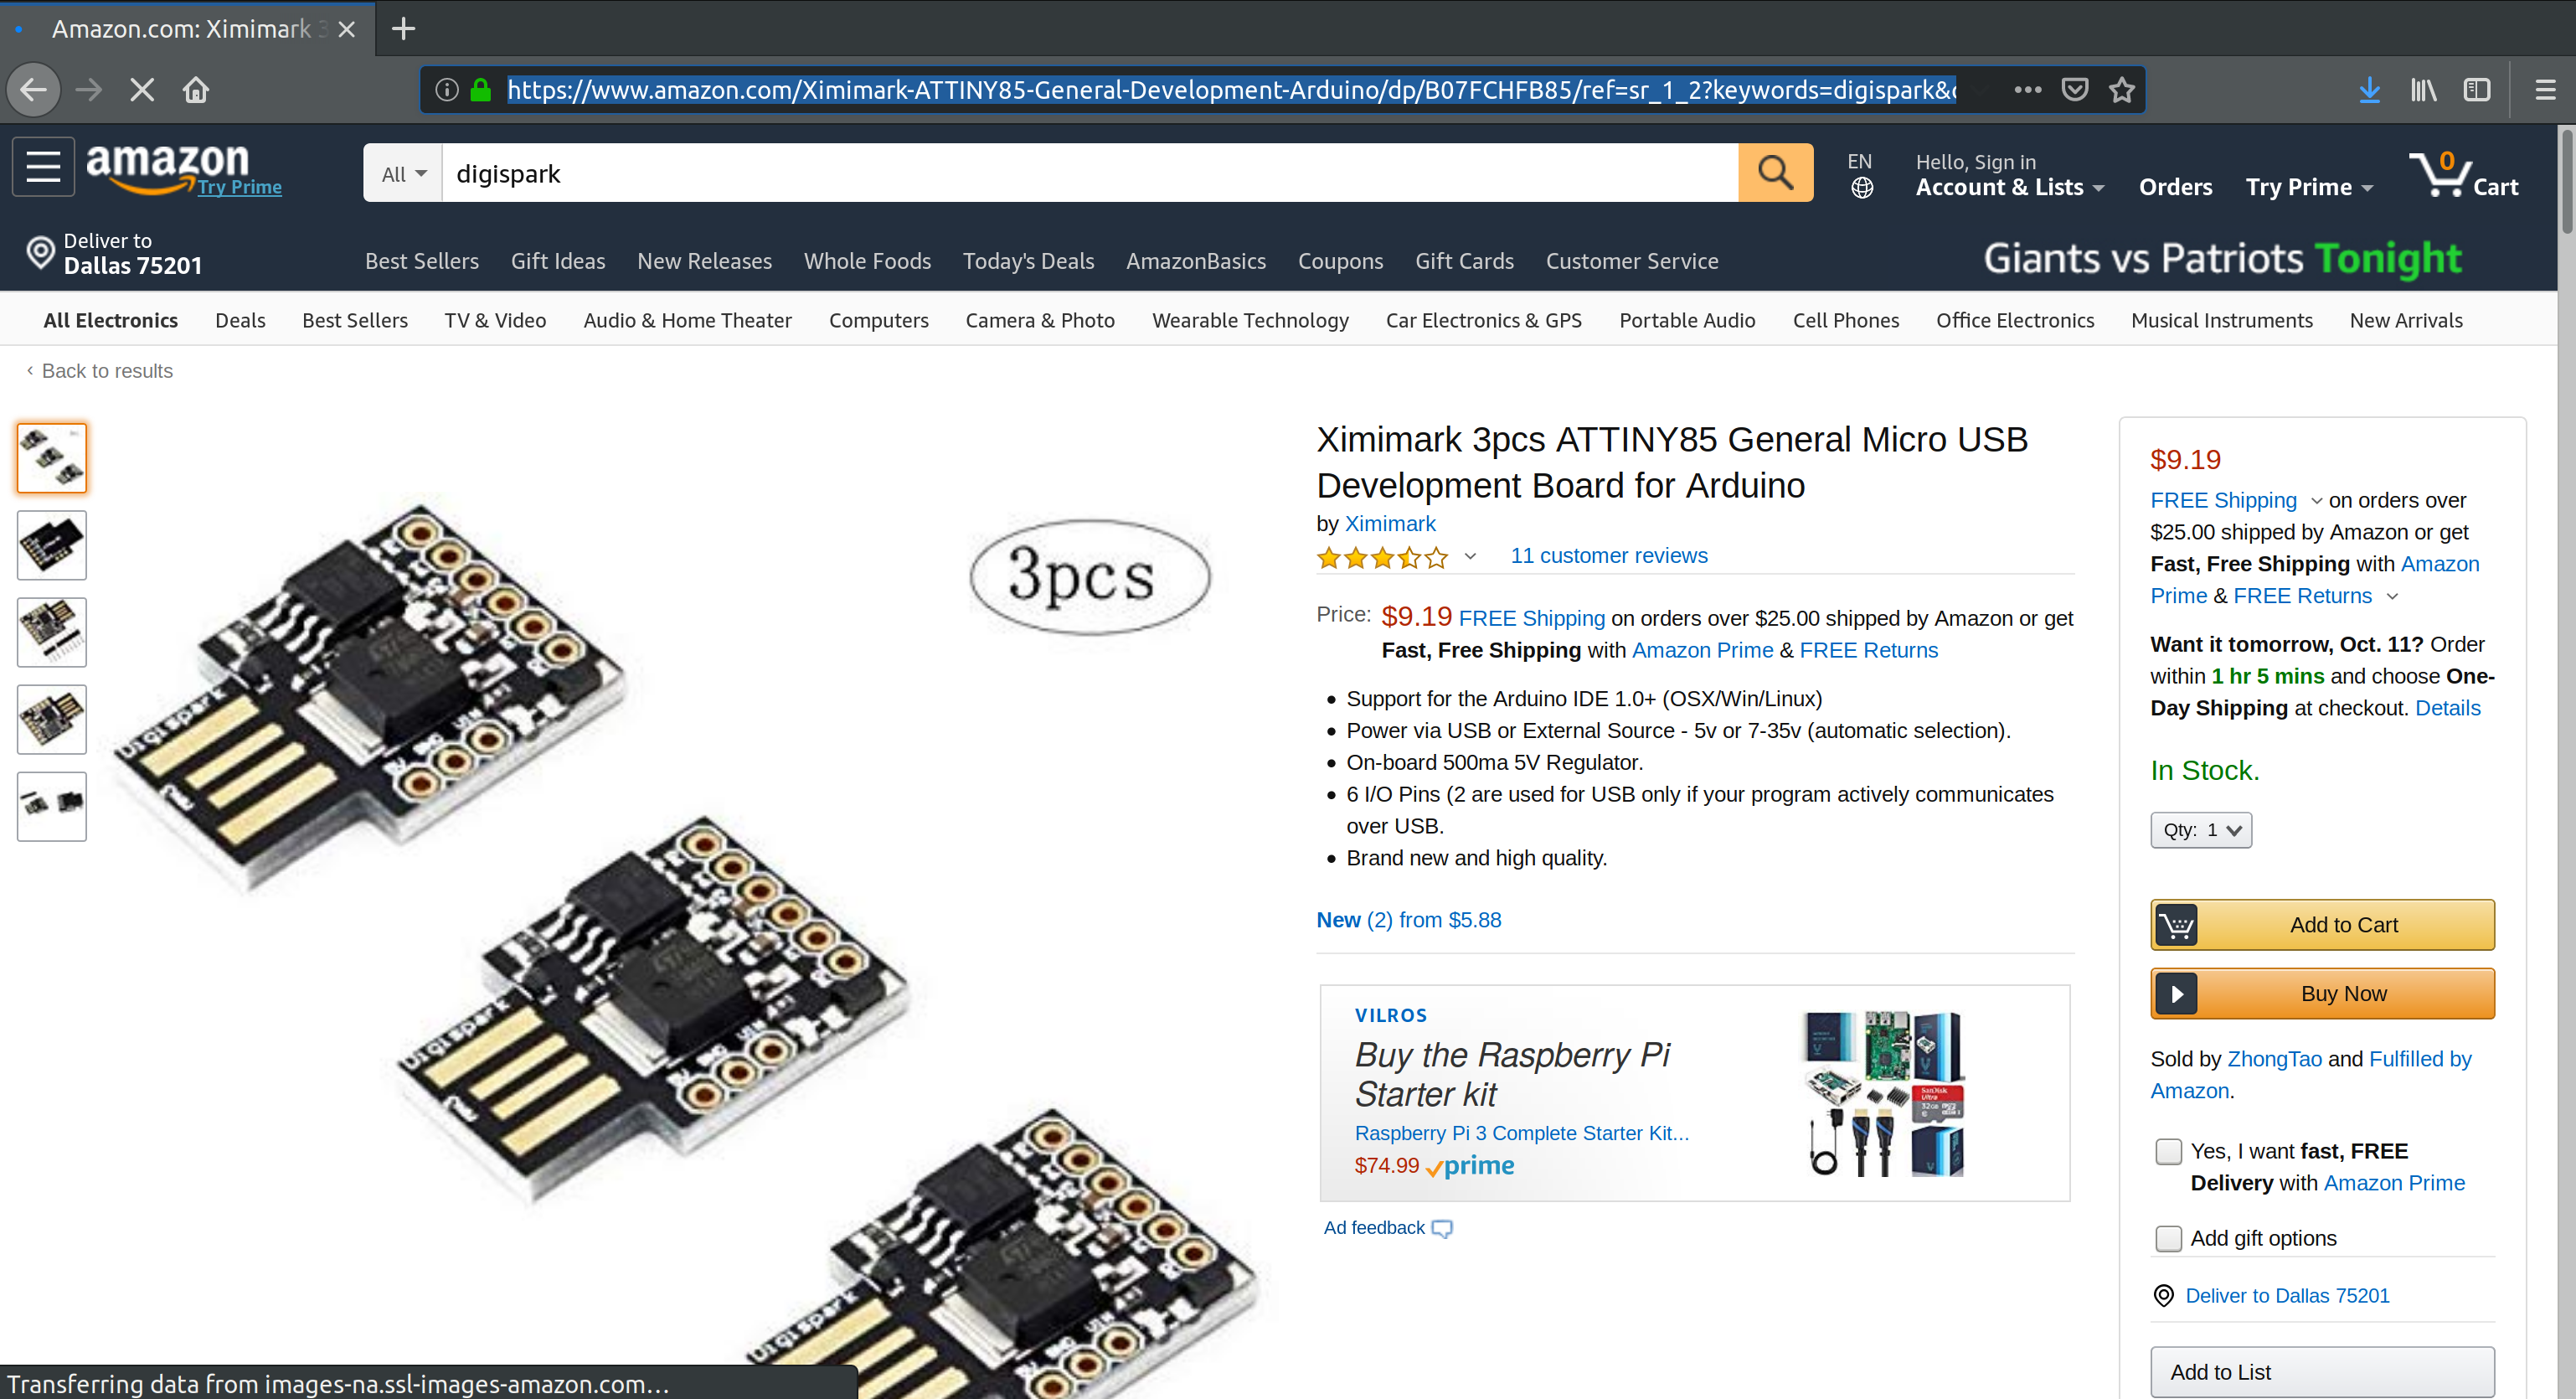 Amazon.com: Ximimark 3
https://www.amazon.com/Ximimark-ATTINY85-General-Development-Arduino/dp/B07FCHFB85/ref=sr_1_2?keywords=digispark&
amazon
Try Prime
All
digispark
EN
Hello, Sign in
Account & Lists
Orders
Try Prime
0
Cart
Deliver to
Dallas 75201
Best Sellers Gift Ideas New Releases Whole Foods Today's Deals AmazonBasics Coupons Gift Cards Customer Service
Giants vs Patriots Tonight
All Electronics Deals Best Sellers TV & Video Audio & Home Theater Computers Camera & Photo Wearable Technology Car Electronics & GPS Portable Audio Cell Phones Office Electronics Musical Instruments New Arrivals
‹ Back to results
3pcs
Digispark
rev
Digispark
rev
Digispark
Ximimark 3pcs ATTINY85 General Micro USB
Development Board for Arduino
by Ximimark
11 customer reviews
Price: $9.19 FREE Shipping on orders over $25.00 shipped by Amazon or get
Fast, Free Shipping with Amazon Prime & FREE Returns
• Support for the Arduino IDE 1.0+ (OSX/Win/Linux)
• Power via USB or External Source - 5v or 7-35v (automatic selection).
• On-board 500ma 5V Regulator.
• 6 I/O Pins (2 are used for USB only if your program actively communicates
over USB.
• Brand new and high quality.
New (2) from $5.88
VILROS
Buy the Raspberry Pi
Starter kit
Raspberry Pi 3 Complete Starter Kit...
$74.99 prime
SanDisk
Ultra
32GB
Ad feedback
$9.19
FREE Shipping on orders over
$25.00 shipped by Amazon or get
Fast, Free Shipping with Amazon
Prime & FREE Returns
Want it tomorrow, Oct. 11? Order
within 1 hr 5 mins and choose One-
Day Shipping at checkout. Details
In Stock.
Qty: 1
Add to Cart
Buy Now
Sold by ZhongTao and Fulfilled by
Amazon.
Yes, I want fast, FREE
Delivery with Amazon Prime
Add gift options
Deliver to Dallas 75201
Add to List
Transferring data from images-na.ssl-images-amazon.com...